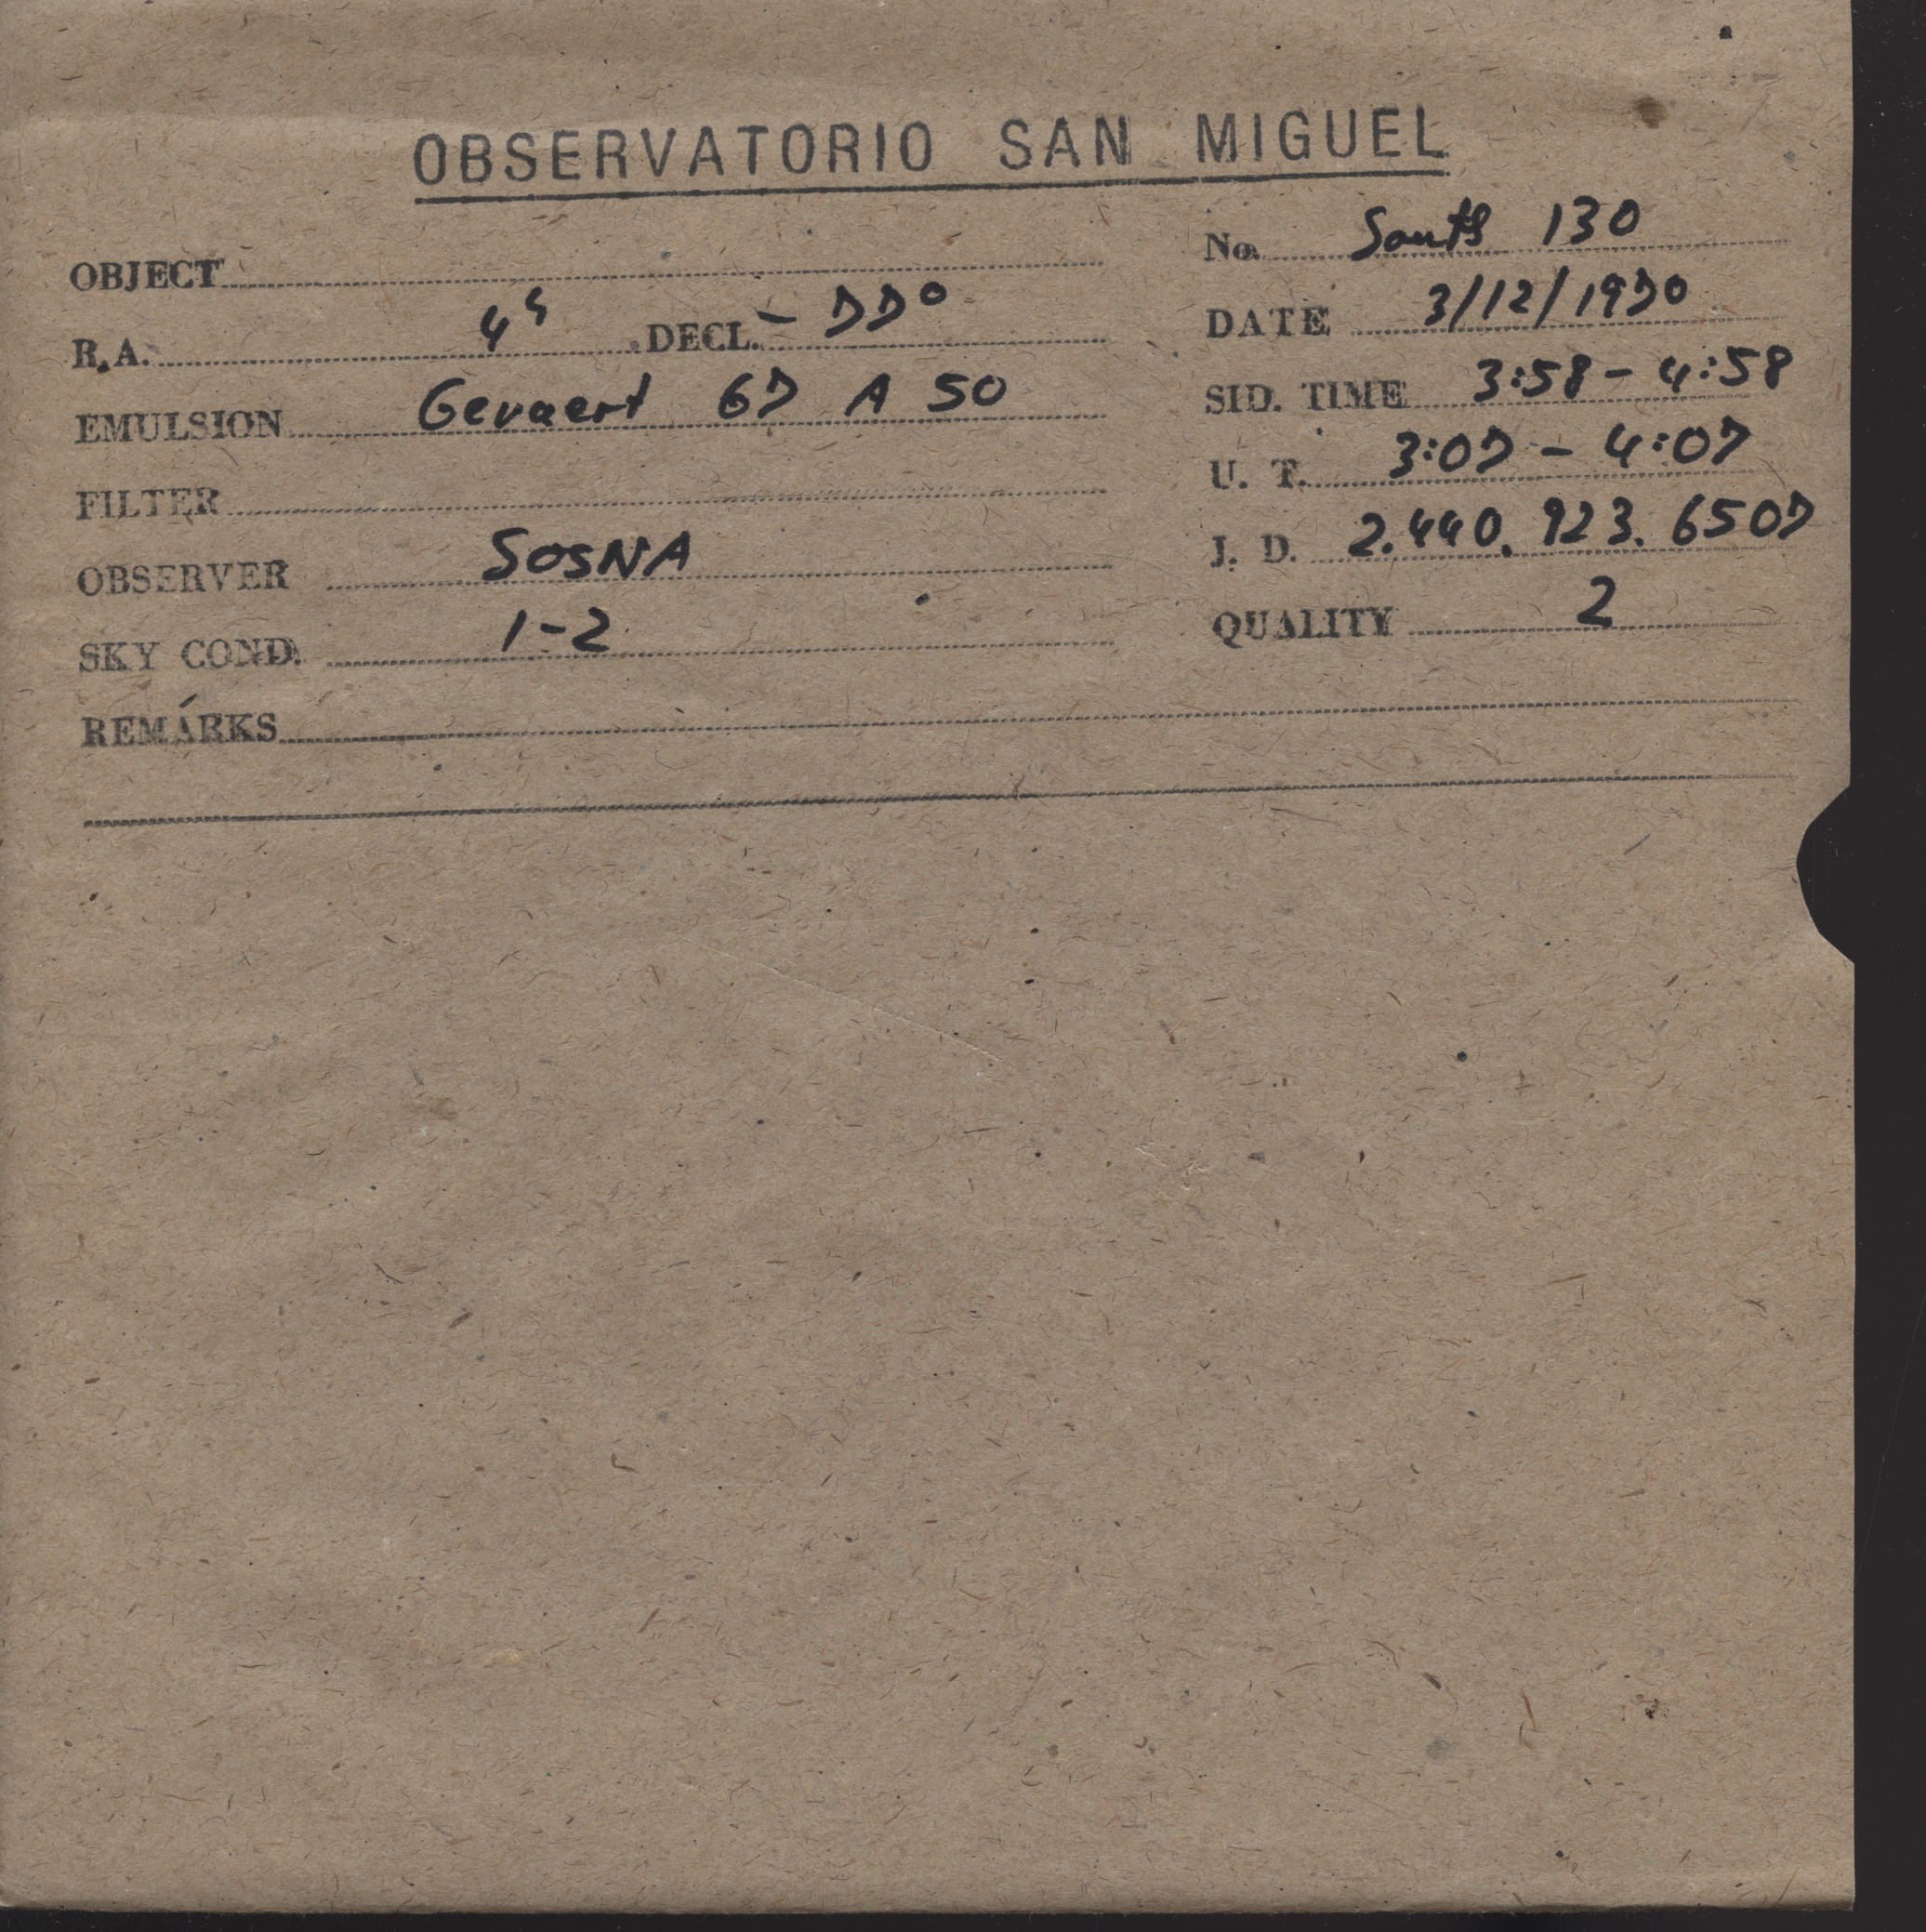 OBSERVATORIO SAN MIGUEL
OBJECT
No. South 130
R.A. 4h DECL. - 77°
DATE 3/12/1970
EMULSION Gevaert 67 A 50
SID. TIME 3:58 - 4:58
FILTER
U. T. 3:07 - 4:07
OBSERVER SOSNA
J. D. 2.440.923.6507
SKY COND. 1-2
QUALITY 2
REMARKS